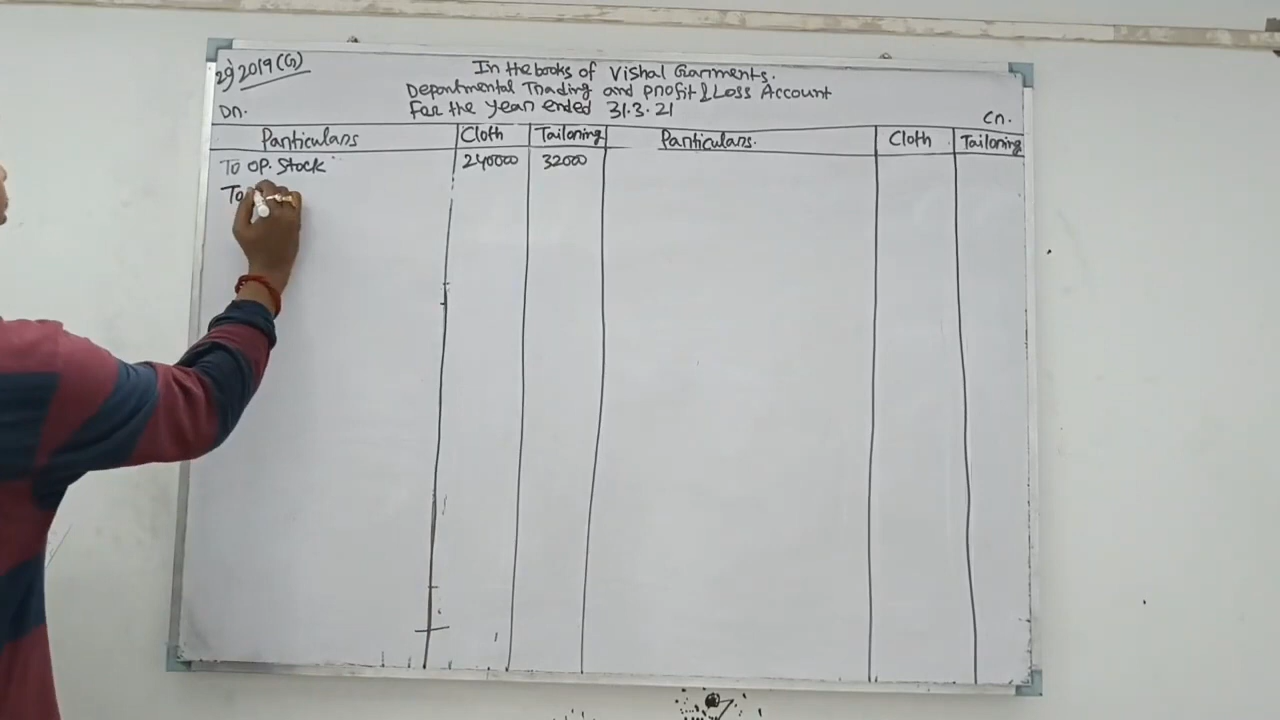 29) 2019 (G)
In the books of Vishal Garments.
Departmental Trading and Profit & Loss Account
For the year ended 31.3.21
Dr. Cr.
Particulars Cloth Tailoring Particulars. Cloth Tailoring
To OP. Stock 240000 32000
To